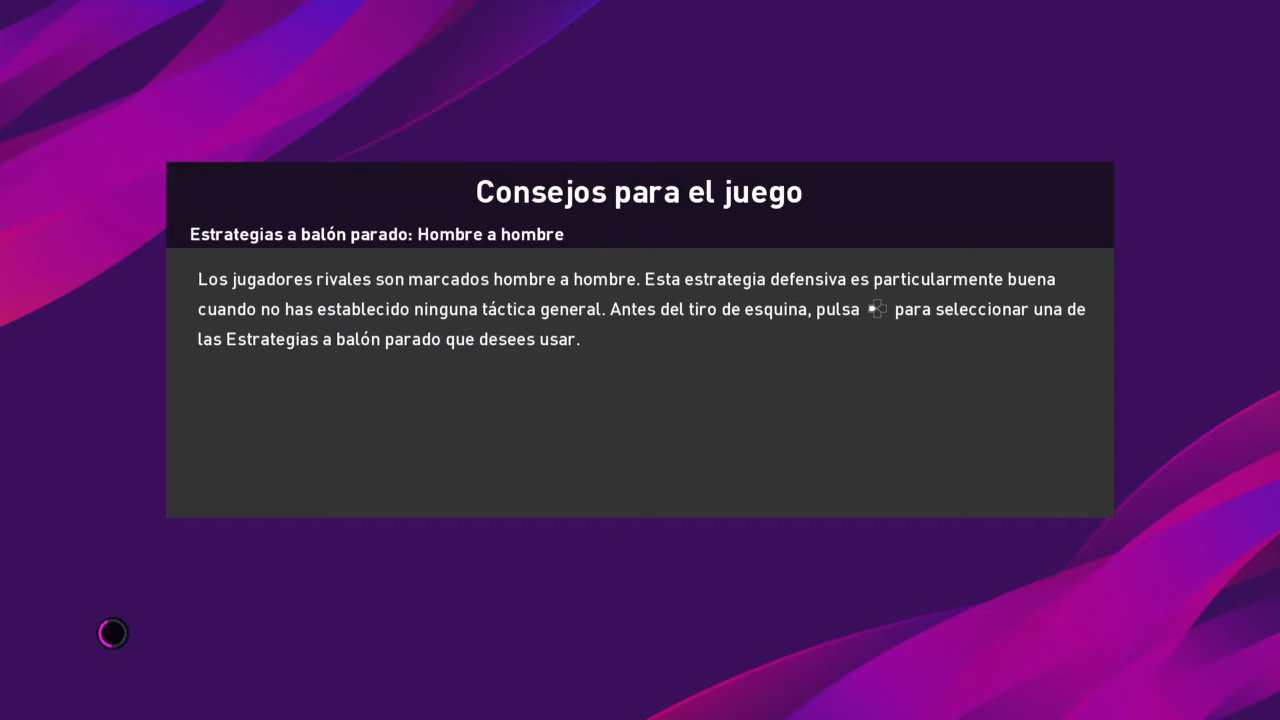 Consejos para el juego
Estrategias a balón parado: Hombre a hombre
Los jugadores rivales son marcados hombre a hombre. Esta estrategia defensiva es particularmente buena
cuando no has establecido ninguna táctica general. Antes del tiro de esquina, pulsa para seleccionar una de
las Estrategias a balón parado que desees usar.